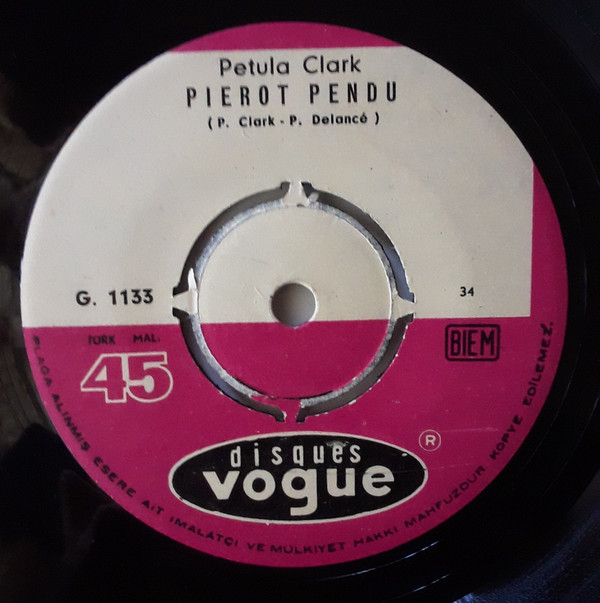 Petula Clark
PIEROT PENDU
( P. Clark - P. Delancé )
G. 1133
34
TÜRK MALI
45
BIEM
disques
vogue
R
PLAĞA ALINMIŞ ESERE AİT İMALATÇI VE MÜLKİYET HAKKI MAHFUZDUR KOPYE EDİLEMEZ.